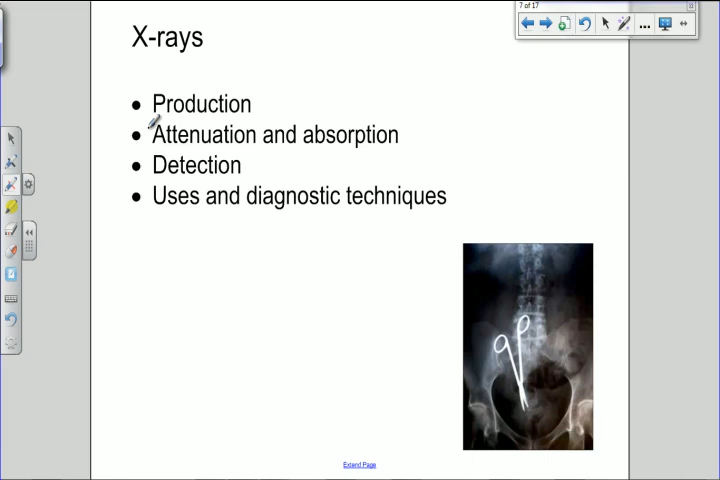 7 of 17
X-rays
• Production
• Attenuation and absorption
• Detection
• Uses and diagnostic techniques
Extend Page